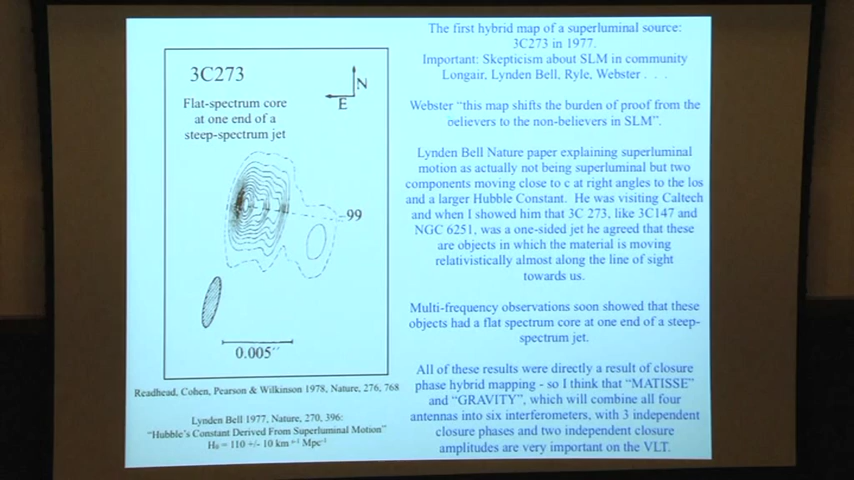 3C273
N
E
Flat-spectrum core
at one end of a
steep-spectrum jet
-99
0.005"
Readhead, Cohen, Pearson & Wilkinson 1978, Nature, 276, 768
Lynden Bell 1977, Nature, 270, 396:
"Hubble's Constant Derived From Superluminal Motion"
H₀ = 110 +/- 10 km s⁻¹ Mpc⁻¹
The first hybrid map of a superluminal source:
3C273 in 1977.
Important: Skepticism about SLM in community
Longair, Lynden Bell, Ryle, Webster . . .
Webster "this map shifts the burden of proof from the
believers to the non-believers in SLM".
Lynden Bell Nature paper explaining superluminal
motion as actually not being superluminal but two
components moving close to c at right angles to the los
and a larger Hubble Constant. He was visiting Caltech
and when I showed him that 3C 273, like 3C147 and
NGC 6251, was a one-sided jet he agreed that these
are objects in which the material is moving
relativistically almost along the line of sight
towards us.
Multi-frequency observations soon showed that these
objects had a flat spectrum core at one end of a steep-
spectrum jet.
All of these results were directly a result of closure
phase hybrid mapping - so I think that "MATISSE"
and "GRAVITY", which will combine all four
antennas into six interferometers, with 3 independent
closure phases and two independent closure
amplitudes are very important on the VLT.